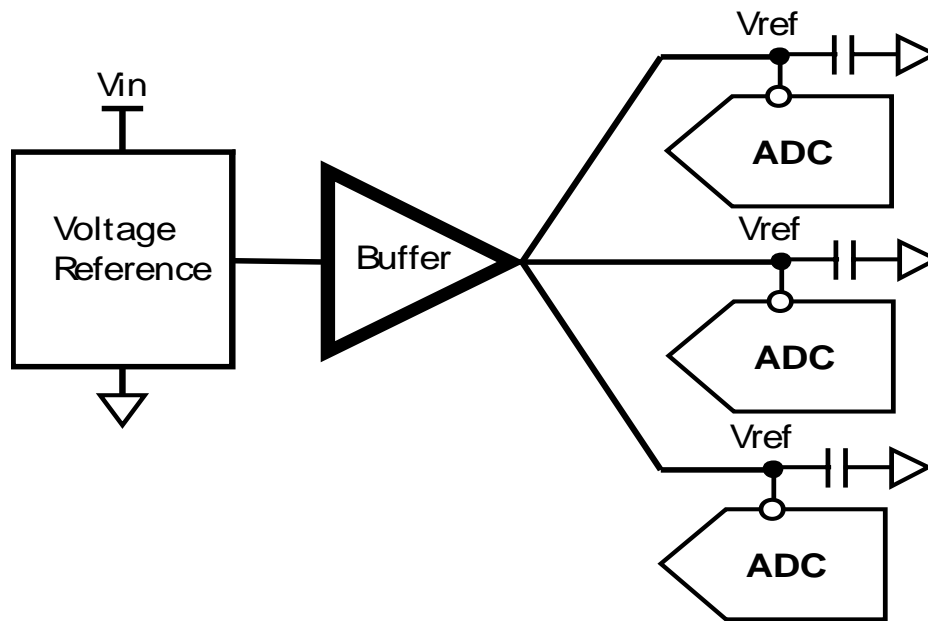 Vin
Voltage
Reference
Buffer
Vref
ADC
Vref
ADC
Vref
ADC